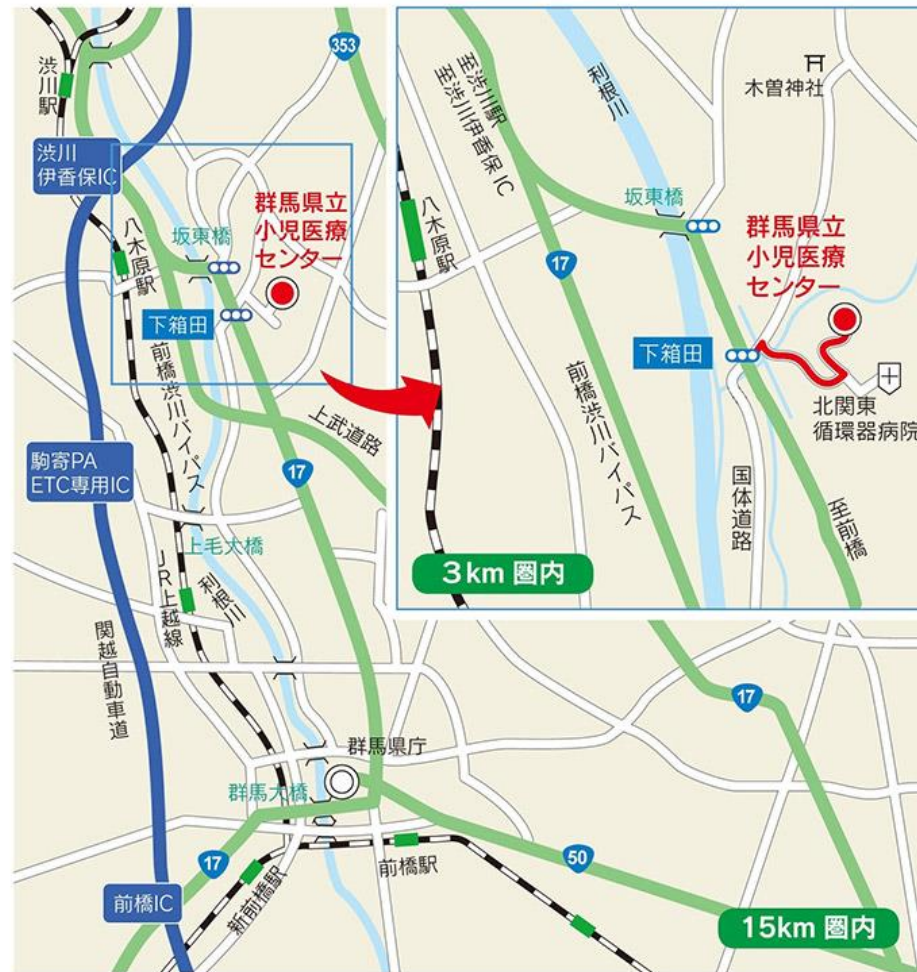 353
渋川駅
渋川
伊香保IC
群馬県立
小児医療
センター
坂東橋
八木原駅
下箱田
前橋渋川バイパス
上武道路
17
駒寄PA
ETC専用IC
上毛大橋
JR上越線
利根川
関越自動車道
群馬県庁
群馬大橋
17
前橋IC
新前橋駅
前橋駅
50
17
15km 圏内
至渋川駅
至渋川伊香保IC
利根川
木曽神社
八木原駅
坂東橋
17
群馬県立
小児医療
センター
下箱田
前橋渋川バイパス
北関東
循環器病院
国体道路
至前橋
3km 圏内